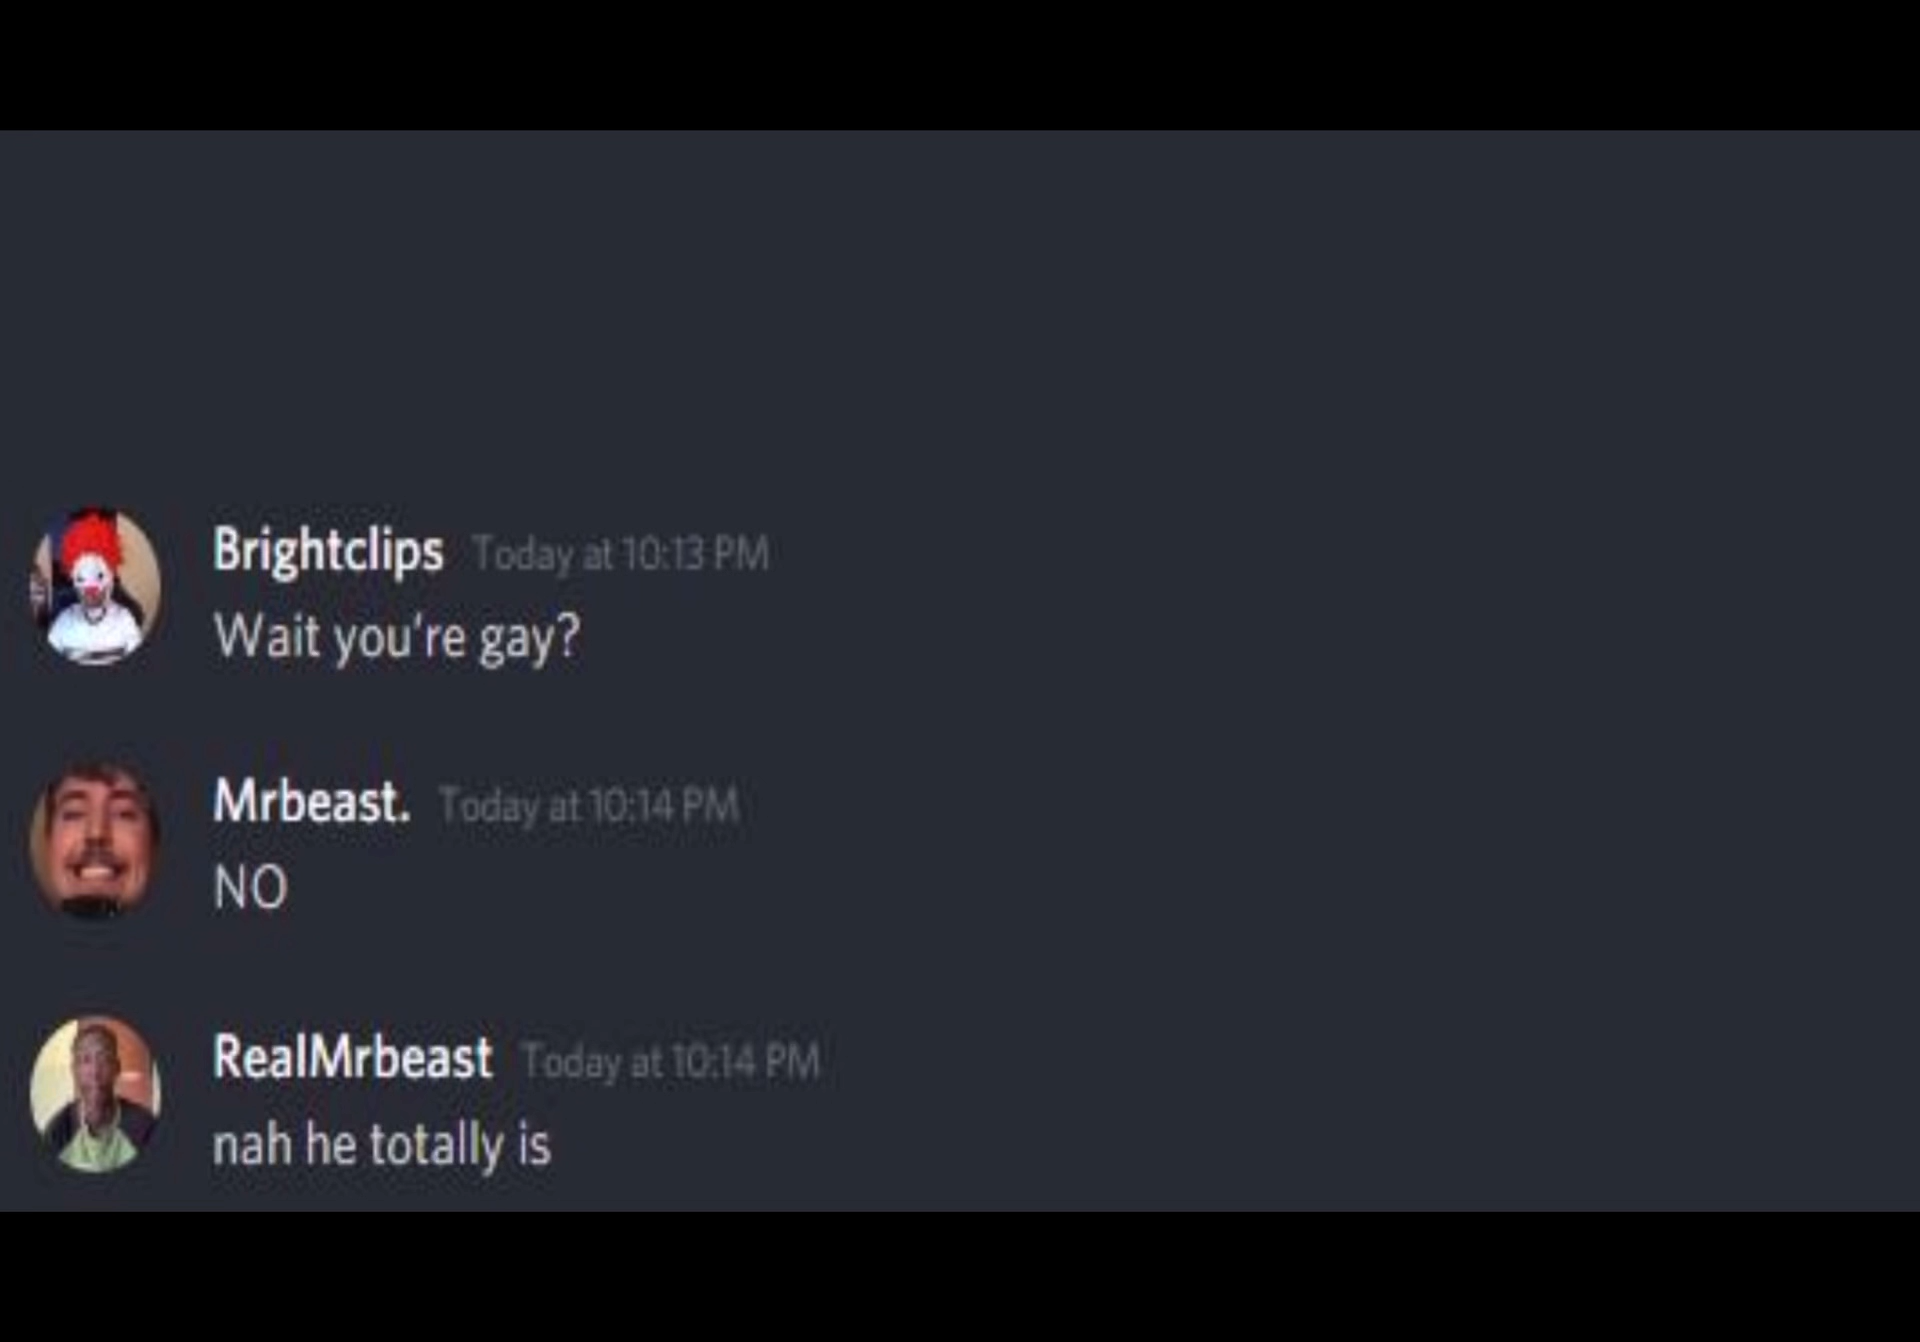 Brightclips Today at 10:13 PM
Wait you're gay?
Mrbeast. Today at 10:14 PM
NO
RealMrbeast Today at 10:14 PM
nah he totally is